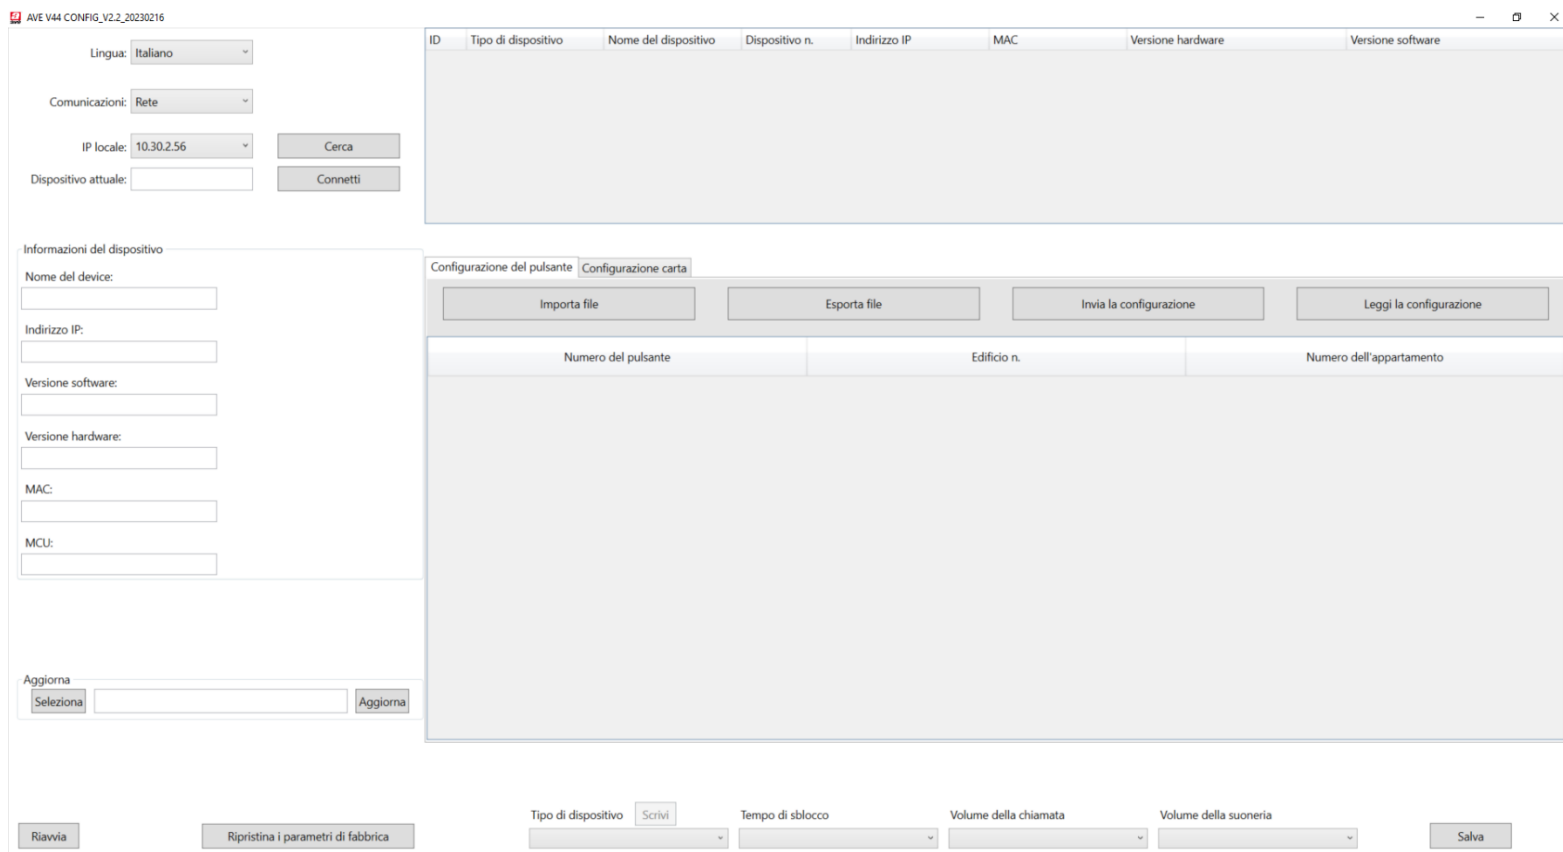 AVE V44 CONFIG_V2.2_20230216
Lingua: Italiano
Comunicazioni: Rete
IP locale: 10.30.2.56 Cerca
Dispositivo attuale: Connetti
ID Tipo di dispositivo Nome del dispositivo Dispositivo n. Indirizzo IP MAC Versione hardware Versione software
Informazioni del dispositivo
Nome del device:
Indirizzo IP:
Versione software:
Versione hardware:
MAC:
MCU:
Aggiorna
Seleziona Aggiorna
Configurazione del pulsante Configurazione carta
Importa file Esporta file Invia la configurazione Leggi la configurazione
Numero del pulsante Edificio n. Numero dell'appartamento
Tipo di dispositivo Scrivi Tempo di sblocco Volume della chiamata Volume della suoneria
Riavvia Ripristina i parametri di fabbrica Salva